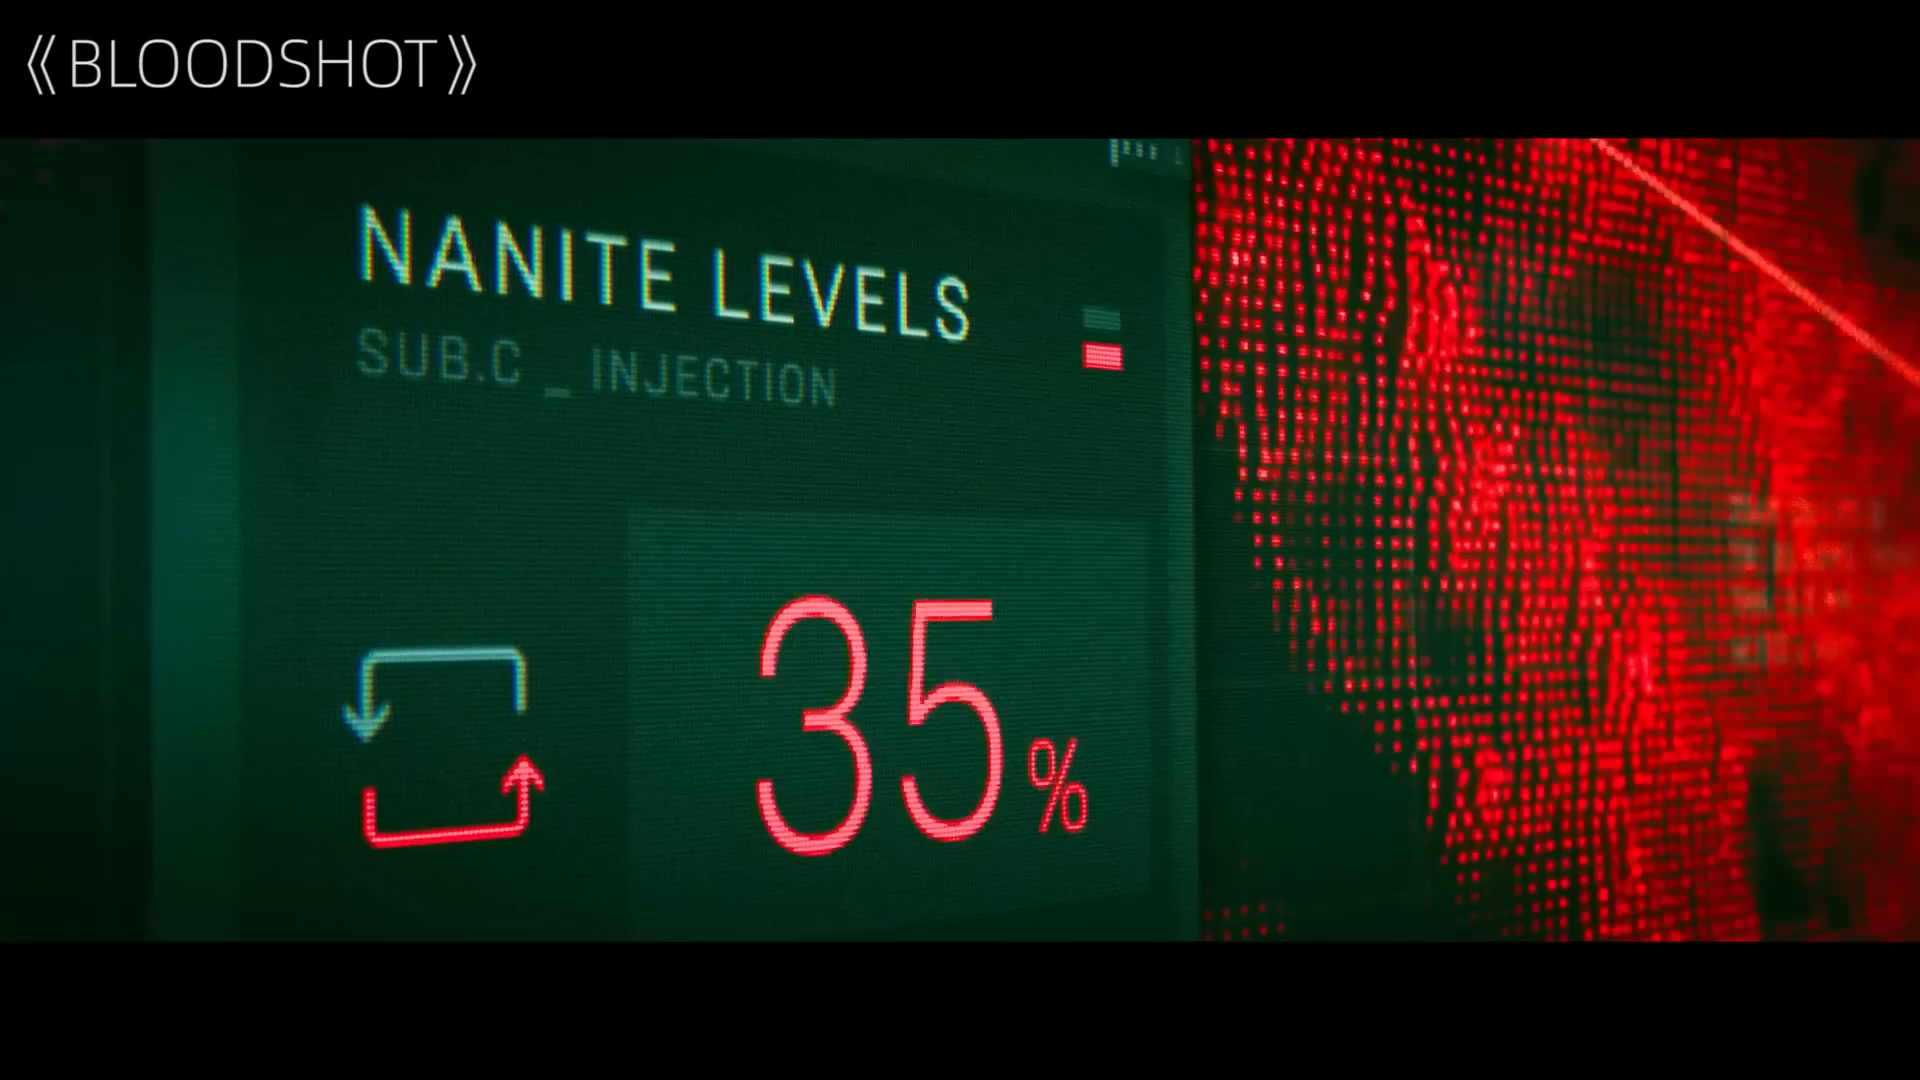 《BLOODSHOT》
NANITE LEVELS
SUB.C _ INJECTION
35%